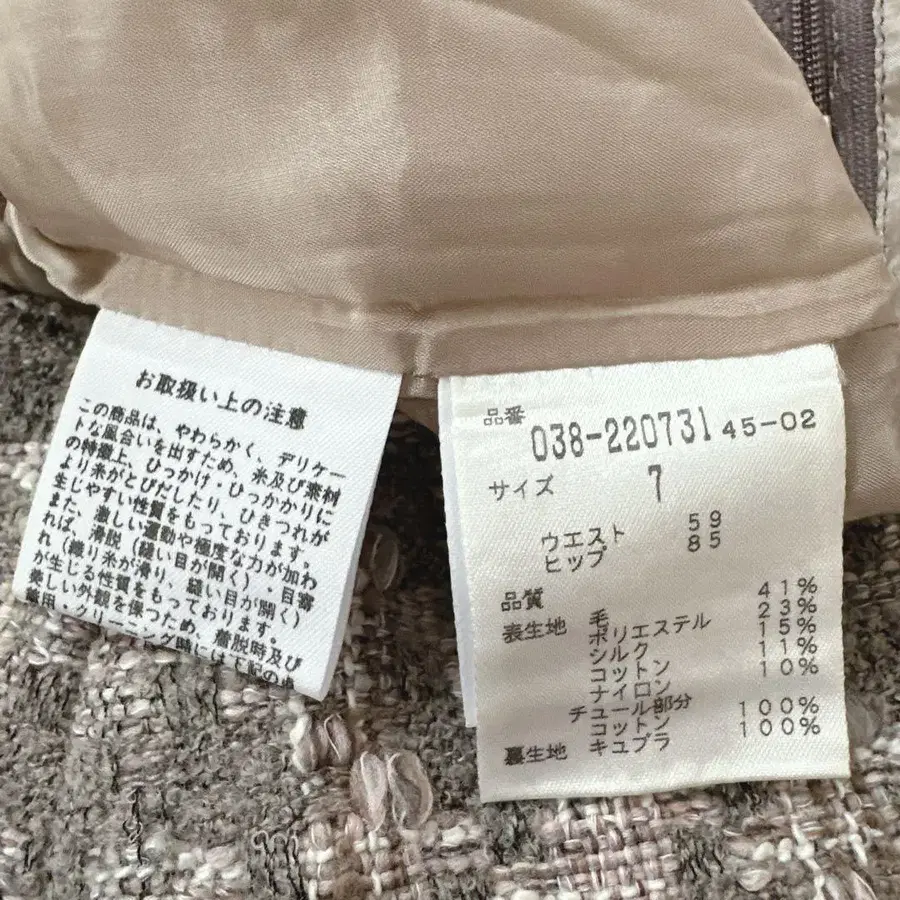 お取扱い上の注意
この商品は、やわらかく、デリケー
トな風合いを出すため、糸及び素材
の特徴上、ひっかけ・ひっかかりに
より糸がとびだしたり、ひきつれが
生じやすい性質をもっております。
また、激しい運動や極度な力が加わ
れば、滑脱(縫い目が開く)・目寄
れ(織り糸が滑り、縫い目が開く)
が生じる性質をもっております。
美しい外観を保つため、着脱時及び
着用・クリーニング時には下記の点
品番
038-220731 45-02
サイズ 7
ウエスト 59
ヒップ 85
品質
表生地 毛 41%
ポリエステル 23%
シルク 15%
コットン 11%
ナイロン 10%
チュール部分
コットン 100%
裏生地 キュプラ 100%